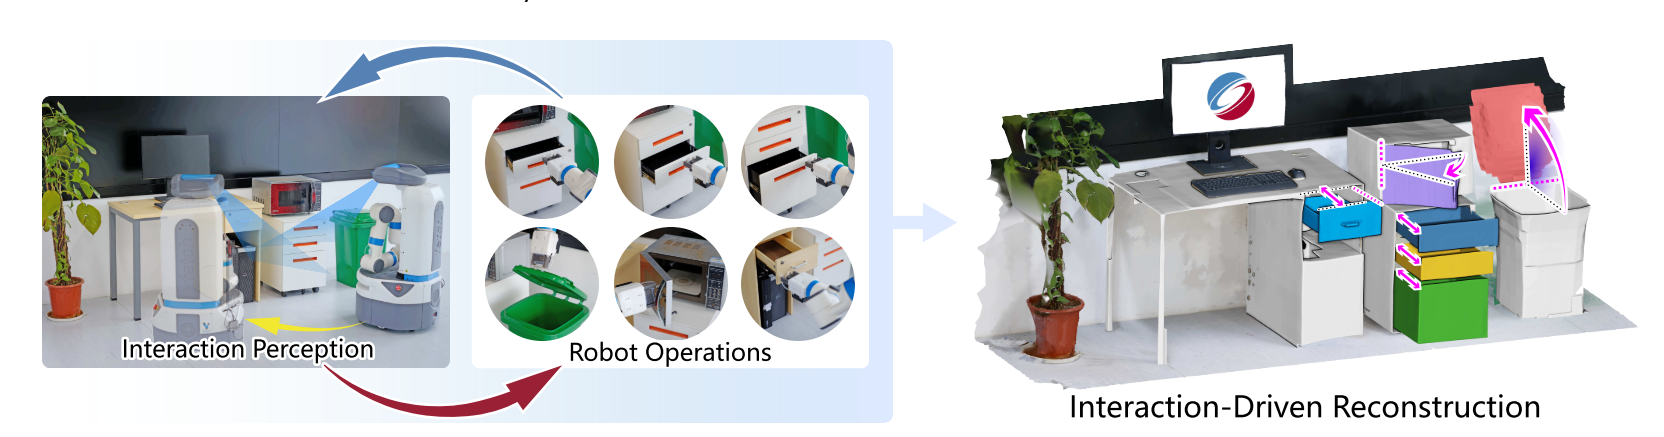 Interaction Perception
Robot Operations
Interaction-Driven Reconstruction